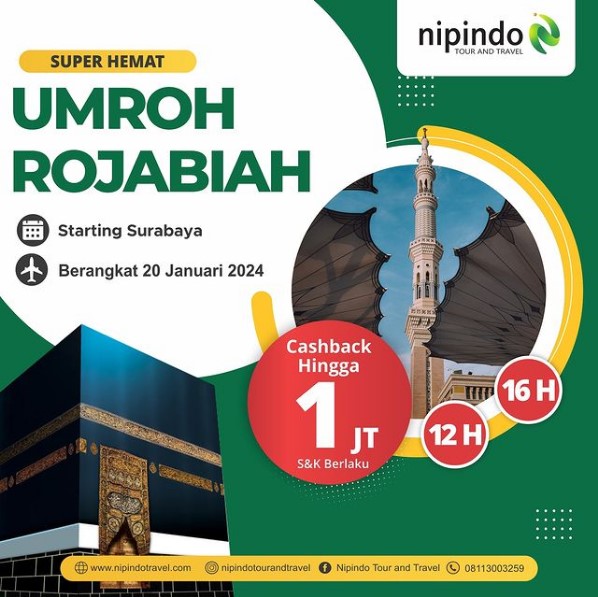 nipindo
TOUR AND TRAVEL
SUPER HEMAT
UMROH
ROJABIAH
Starting Surabaya
Berangkat 20 Januari 2024
Cashback
Hingga
1 JT
S&K Berlaku
12 H
16 H
www.nipindotravel.com
nipindotourandtravel
Nipindo Tour and Travel
08113003259